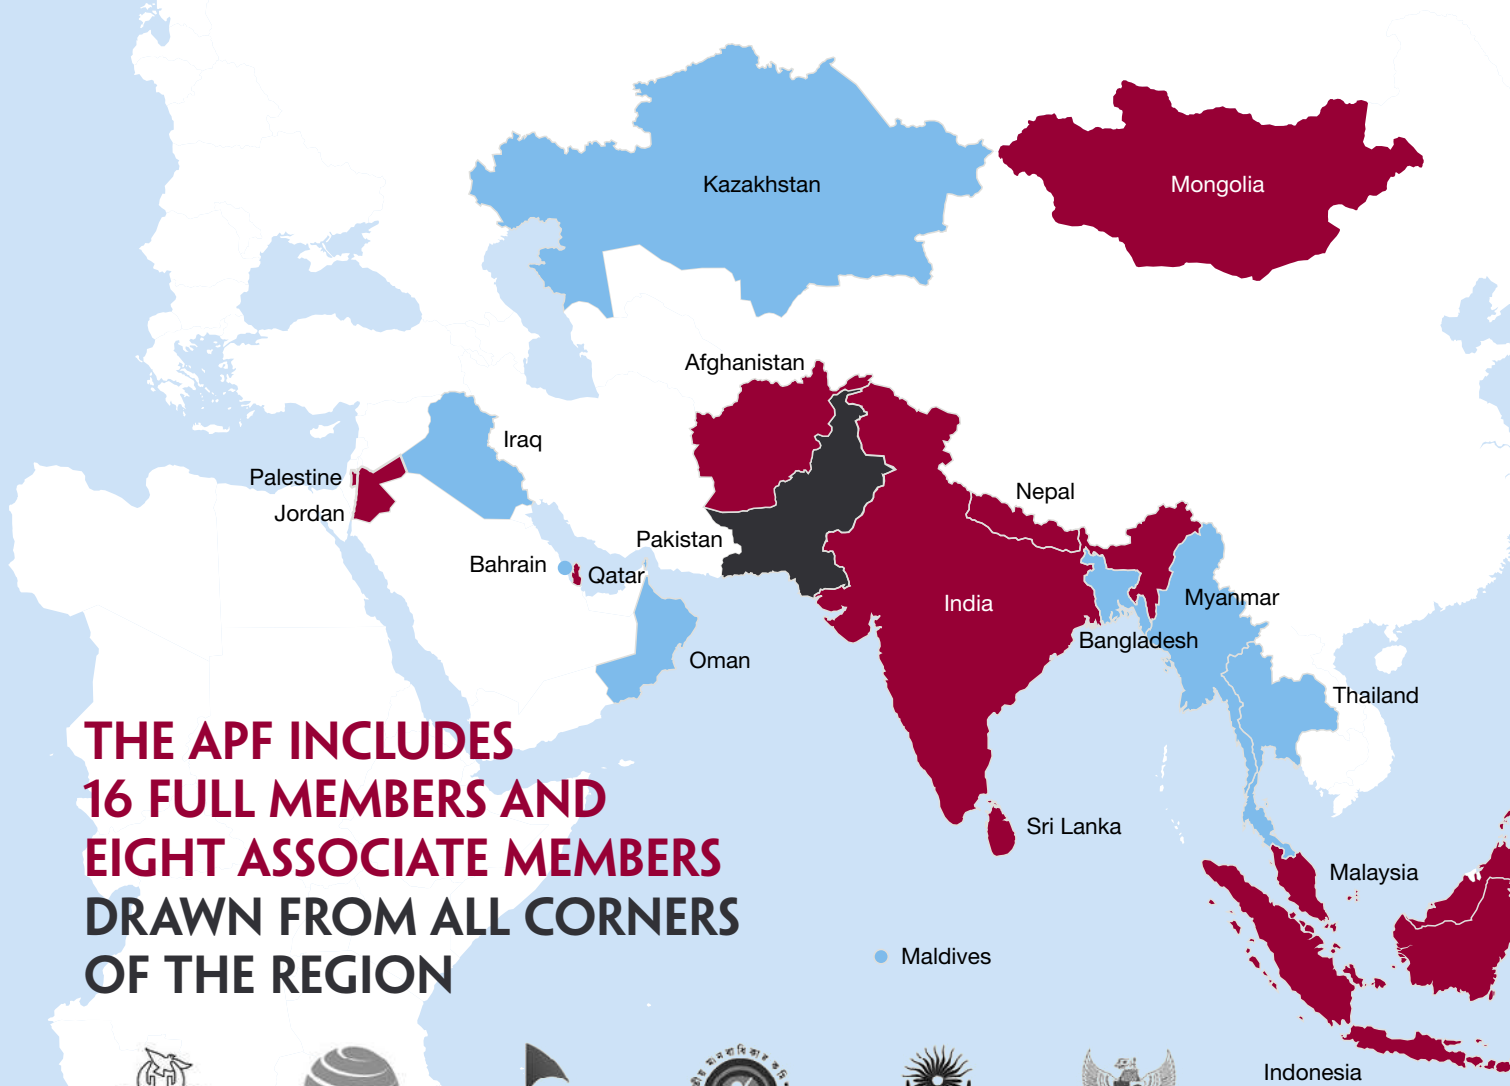 Kazakhstan
Mongolia
Afghanistan
Iraq
Palestine
Nepal
Jordan
Pakistan
Bahrain
Qatar
Myanmar
India
Bangladesh
Oman
Thailand
THE APF INCLUDES
16 FULL MEMBERS AND
EIGHT ASSOCIATE MEMBERS
DRAWN FROM ALL CORNERS
OF THE REGION
Sri Lanka
Malaysia
Maldives
Indonesia